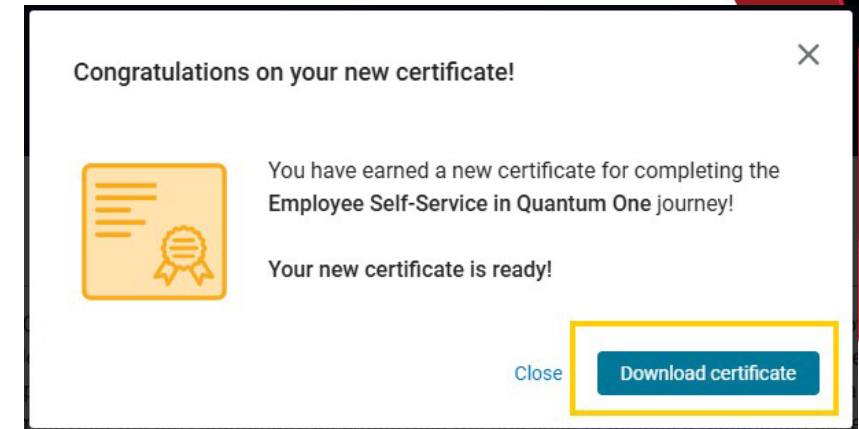 Congratulations on your new certificate!
You have earned a new certificate for completing the
Employee Self-Service in Quantum One journey!
Your new certificate is ready!
Close
Download certificate